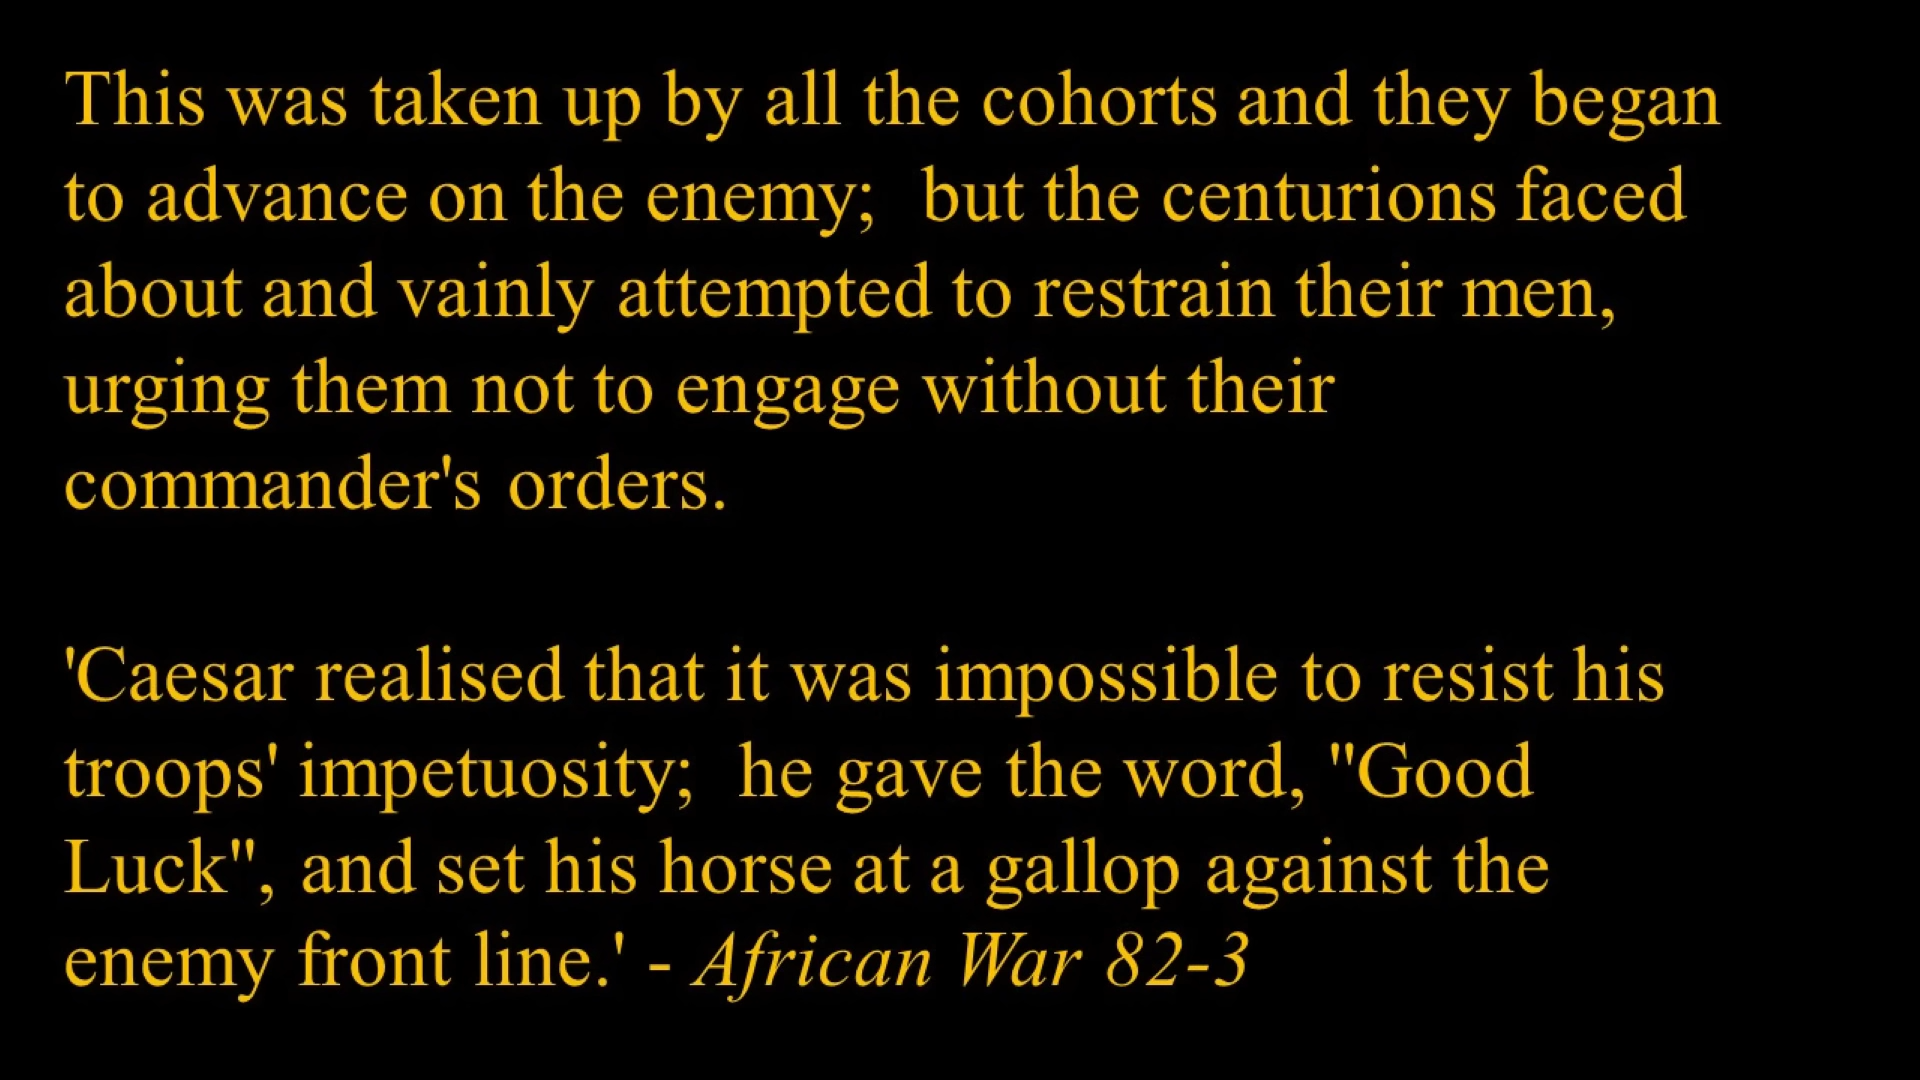 This was taken up by all the cohorts and they began
to advance on the enemy;  but the centurions faced
about and vainly attempted to restrain their men,
urging them not to engage without their
commander's orders.
'Caesar realised that it was impossible to resist his
troops' impetuosity;  he gave the word, "Good
Luck", and set his horse at a gallop against the
enemy front line.' - African War 82-3